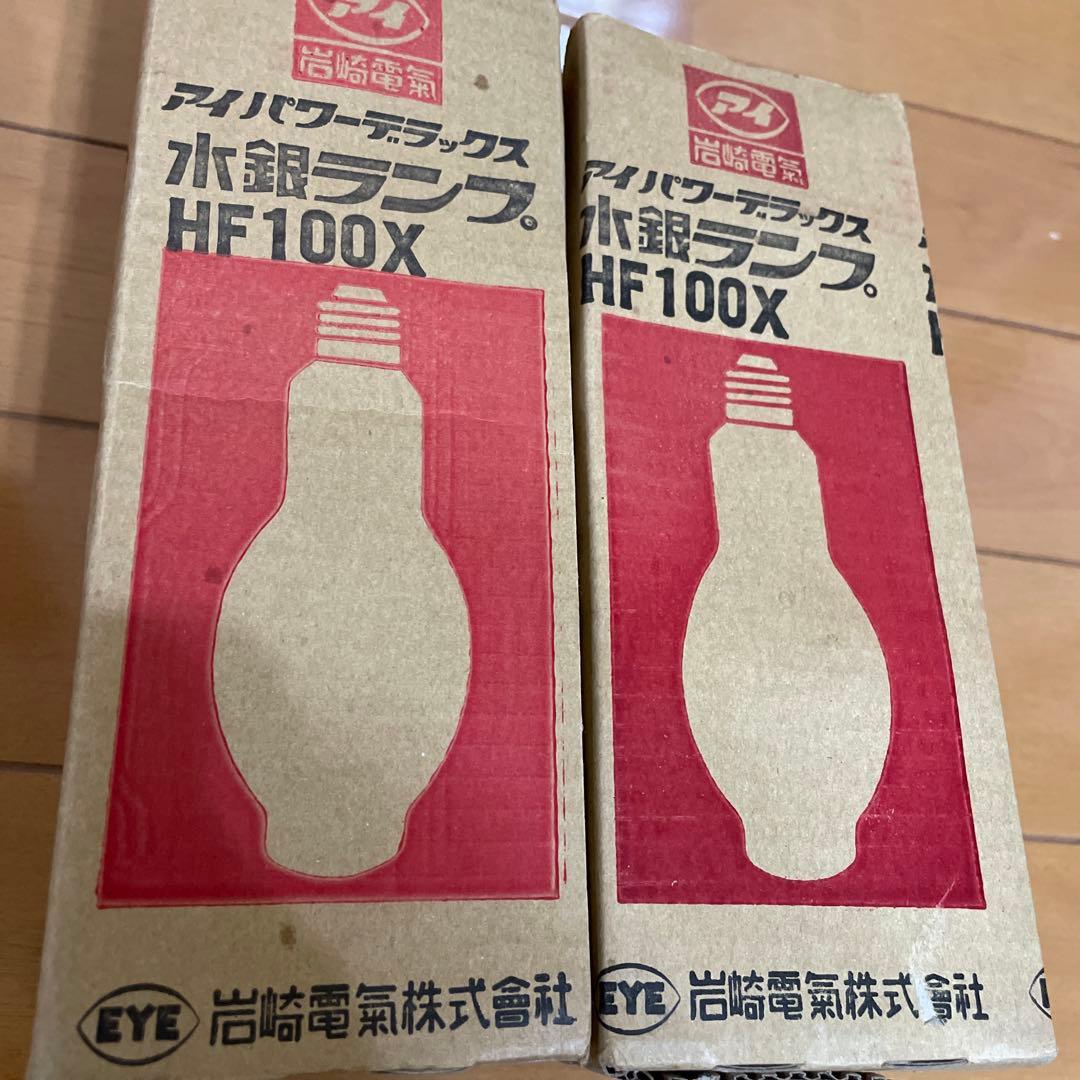 アイ
岩崎電氣
アイパワーデラックス
水銀ランプ
HF100X
EYE 岩崎電氣株式會社
アイ
岩崎電氣
アイパワーデラックス
水銀ランプ
HF100X
EYE 岩崎電氣株式會社